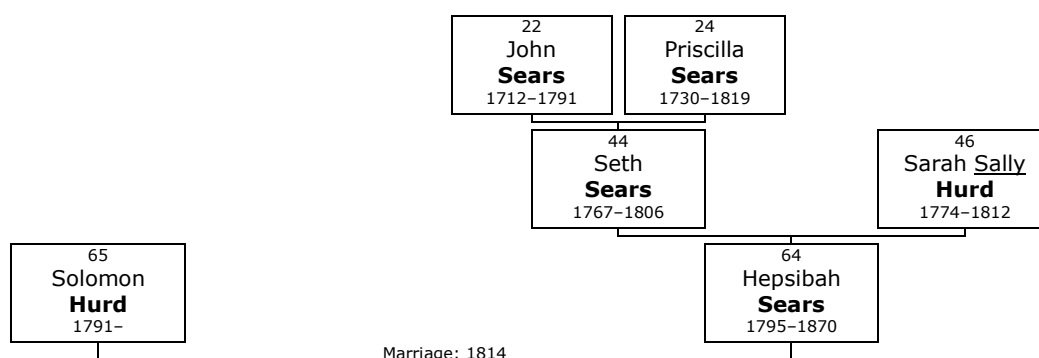 22
John
Sears
1712–1791
24
Priscilla
Sears
1730–1819
44
Seth
Sears
1767–1806
46
Sarah Sally
Hurd
1774–1812
65
Solomon
Hurd
1791–
64
Hepsibah
Sears
1795–1870
Marriage: 1814